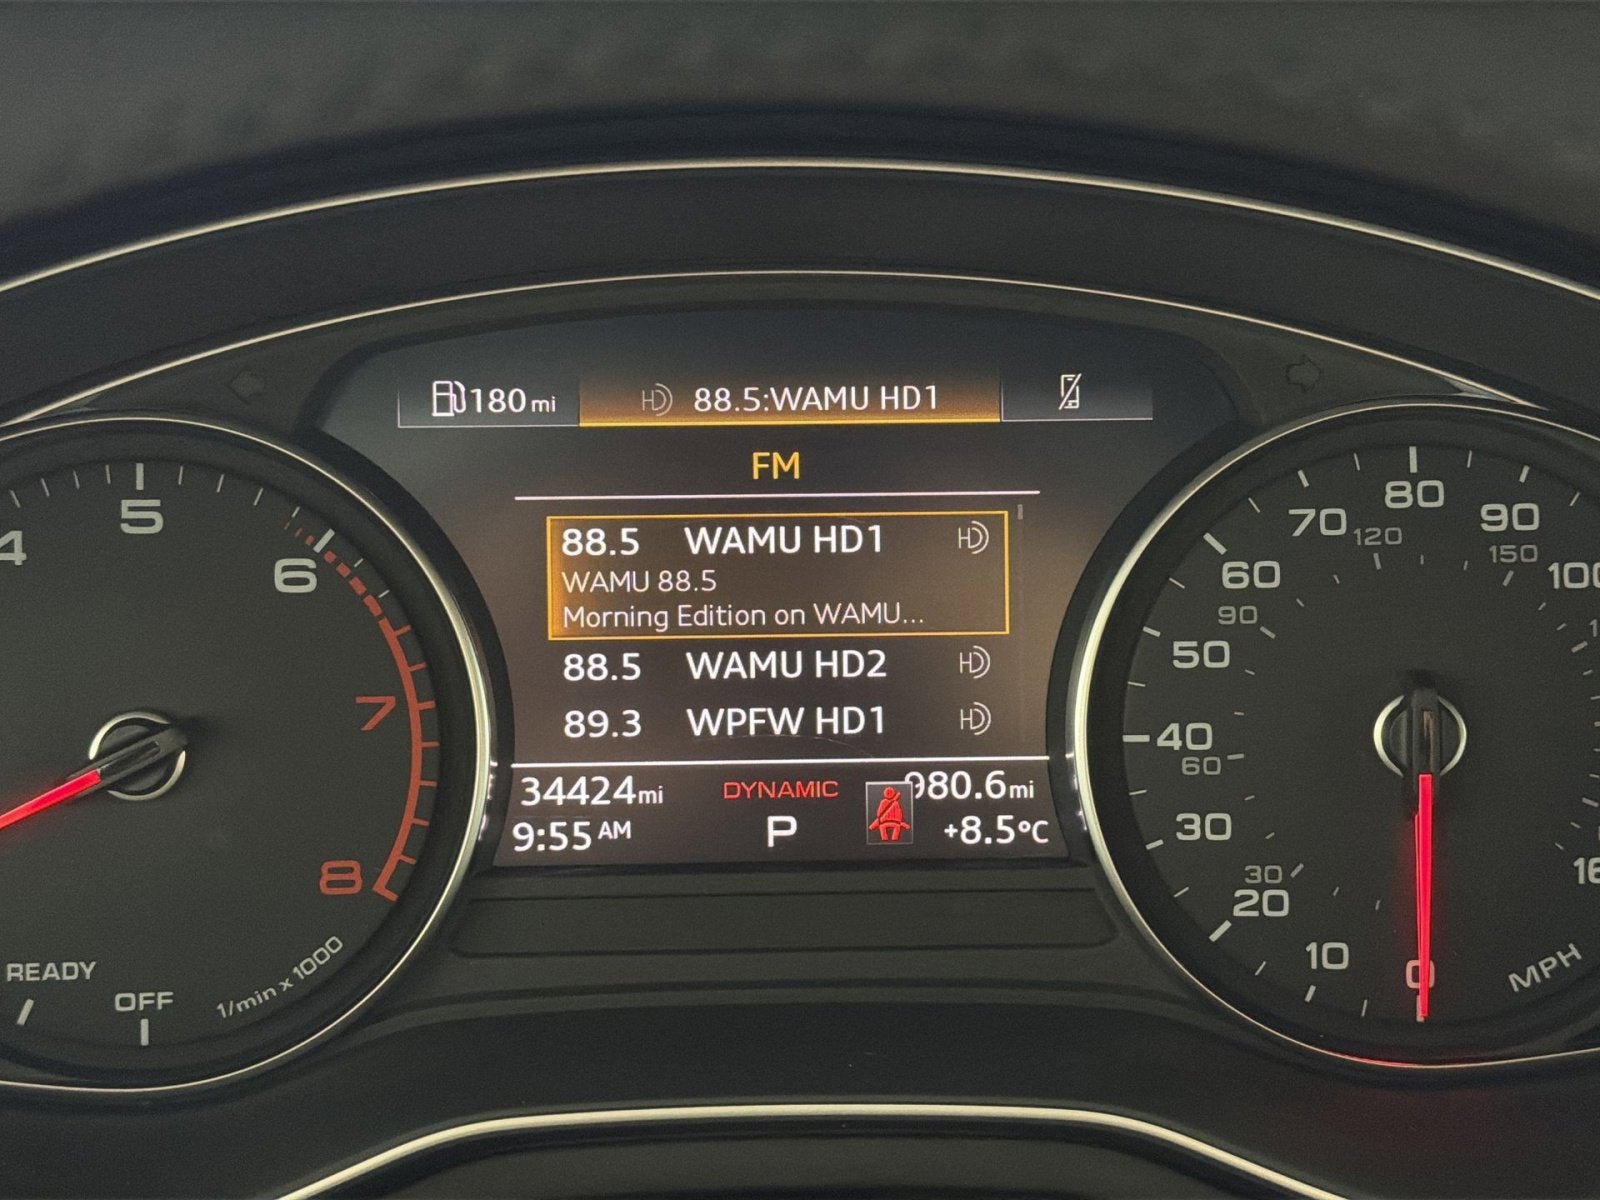 180 mi
88.5:WAMU HD1
FM
88.5 WAMU HD1 HD
WAMU 88.5
Morning Edition on WAMU...
88.5 WAMU HD2 HD
89.3 WPFW HD1 HD
34424mi
DYNAMIC
980.6mi
9:55 AM
P
+8.5°C
4
5
6
7
8
READY
OFF
1/min x 1000
0
10
20
30
40
50
60
70
80
90
100
30
60
90
120
150
MPH